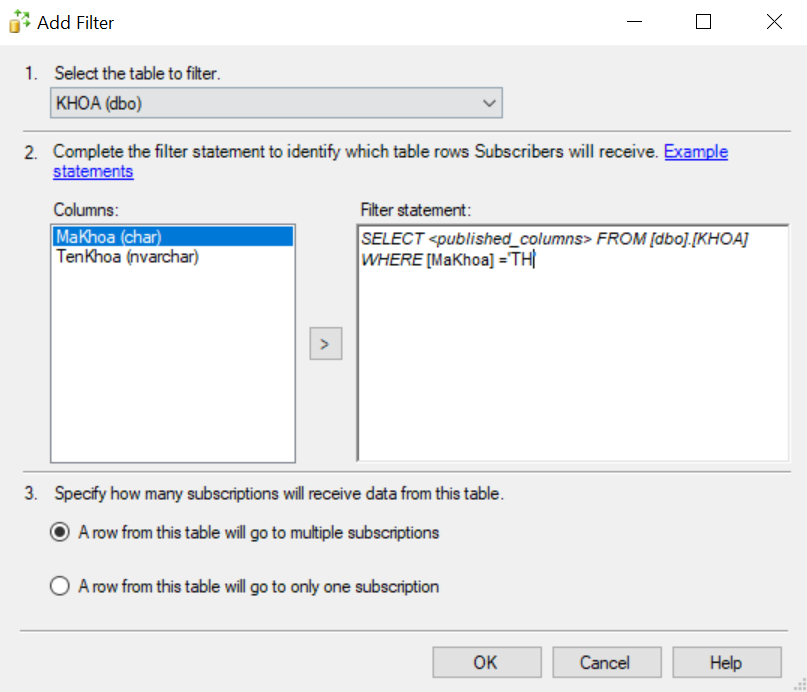 Add Filter
1. Select the table to filter.
KHOA (dbo)
2. Complete the filter statement to identify which table rows Subscribers will receive. Example
statements
Columns:
MaKhoa (char)
TenKhoa (nvarchar)
>
Filter statement:
SELECT <published_columns> FROM [dbo].[KHOA]
WHERE [MaKhoa] ='TH'
3. Specify how many subscriptions will receive data from this table.
A row from this table will go to multiple subscriptions
A row from this table will go to only one subscription
OK Cancel Help